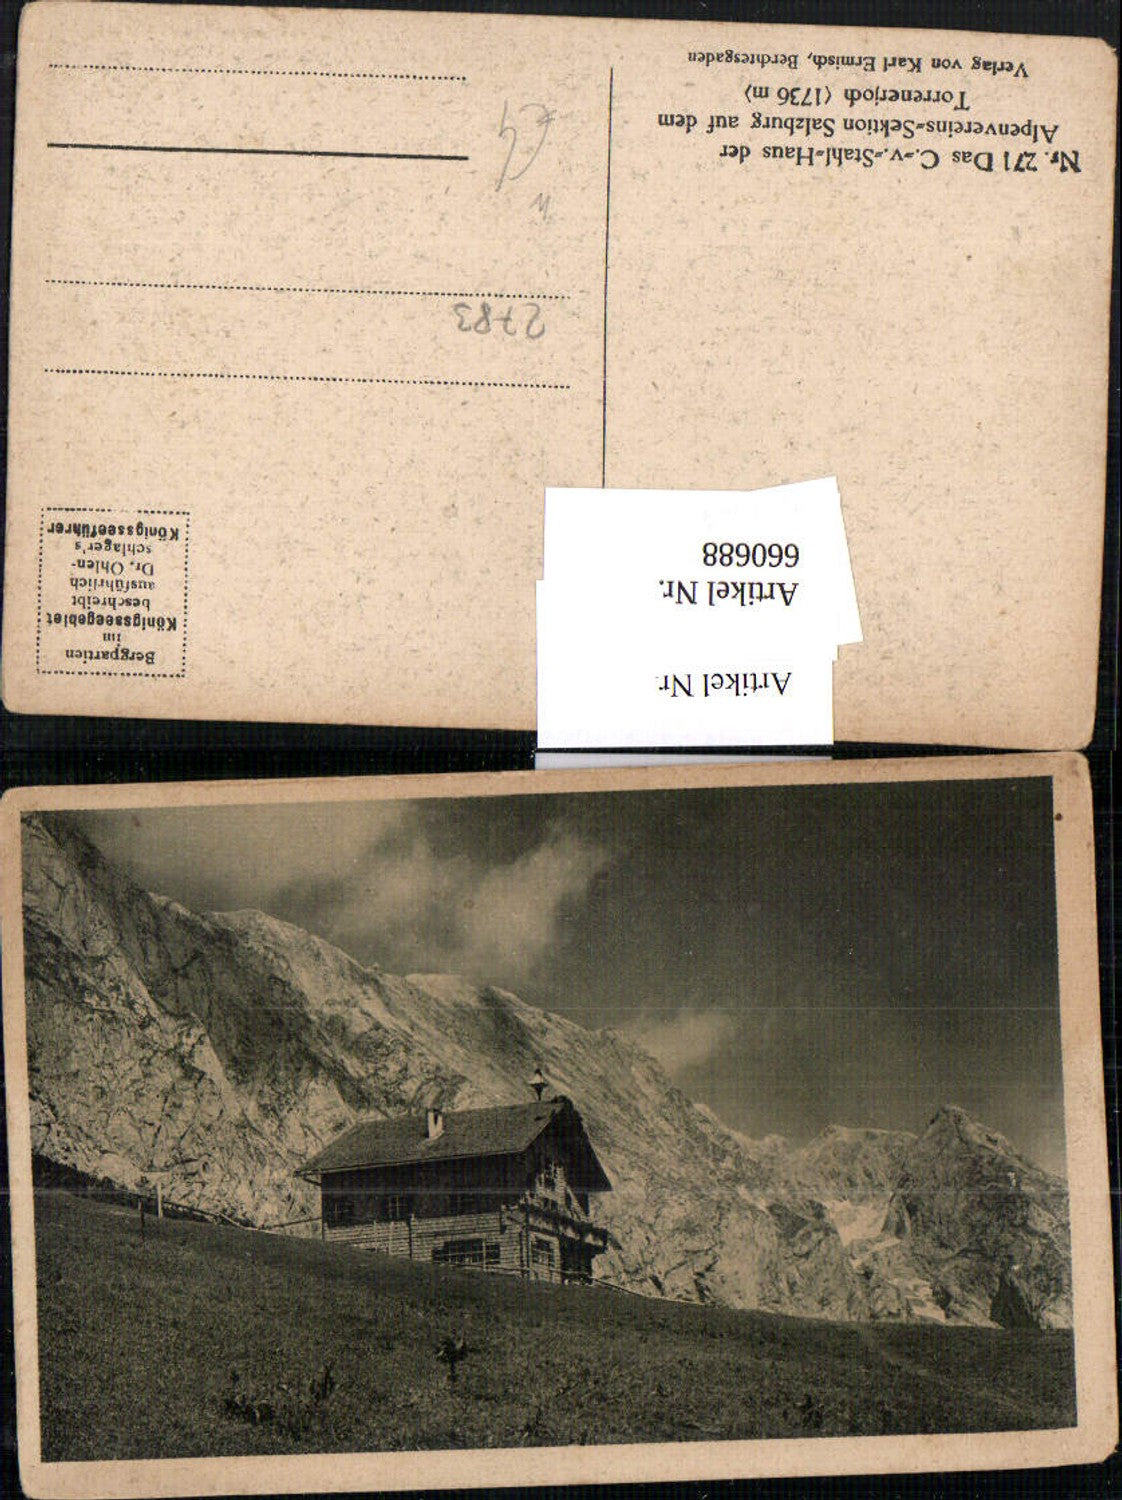 Nr. 271 Das C.-v.-Stahl-Haus der
Alpenvereins-Sektion Salzburg auf dem
Torrenerjoch (1736 m)
Verlag von Karl Ermisch, Berchtesgaden
2783
Bergpartien
im
Königsseegebiet
beschreibt
ausführlich
Dr. Ohlen-
schlager's
Königsseeführer
Artikel Nr.
Artikel Nr.
660688